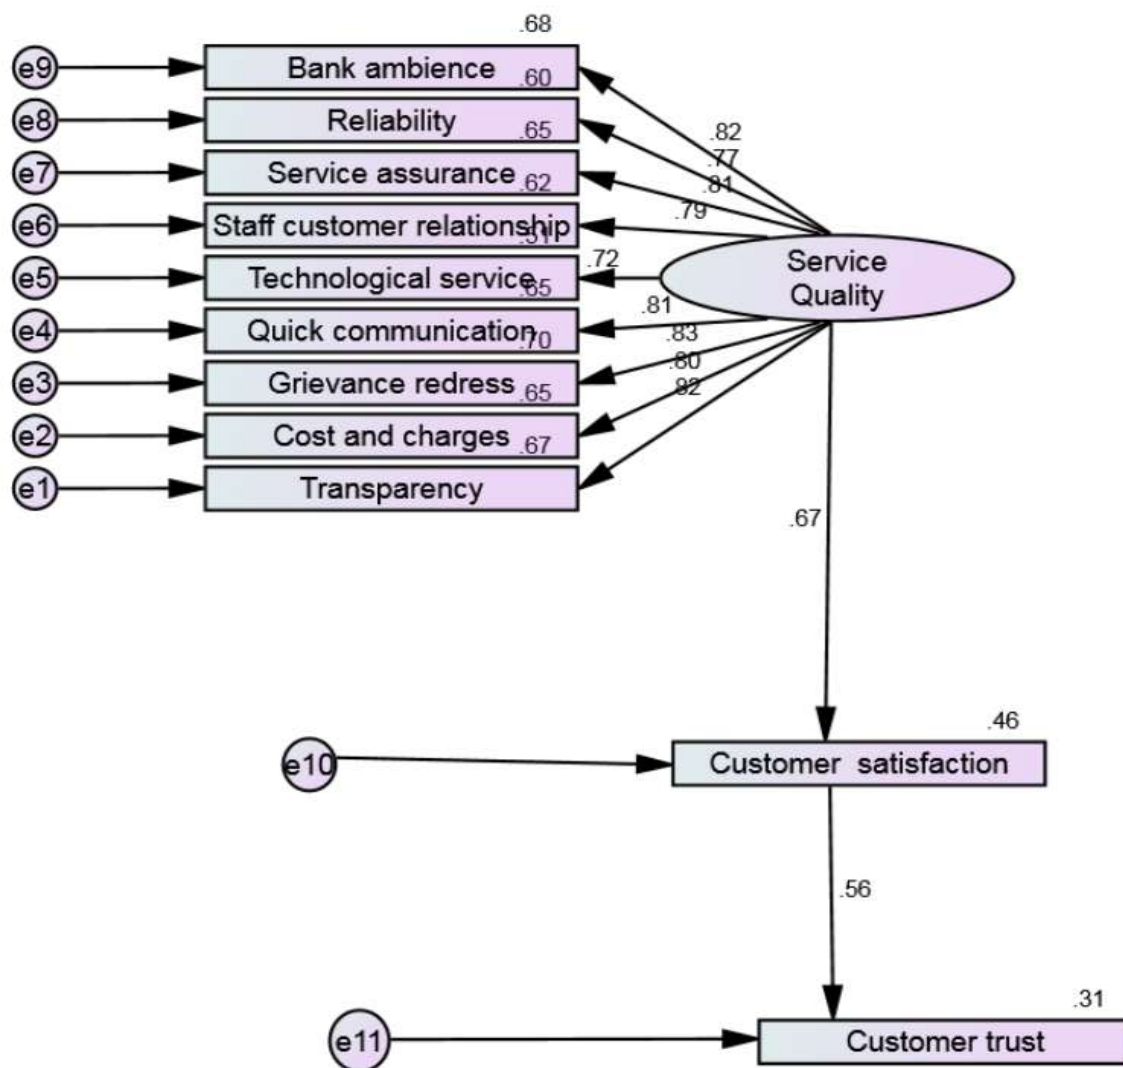 .68
e9
Bank ambience
.60
.82
e8
Reliability
.65
.77
e7
Service assurance
.62
.81
e6
Staff customer relationship
.51
.79
e5
Technological service
.65
.72
Service
Quality
e4
Quick communication
.70
.81
e3
Grievance redress
.65
.83
e2
Cost and charges
.67
.80
e1
Transparency
.82
.67
.46
e10
Customer satisfaction
.56
.31
e11
Customer trust